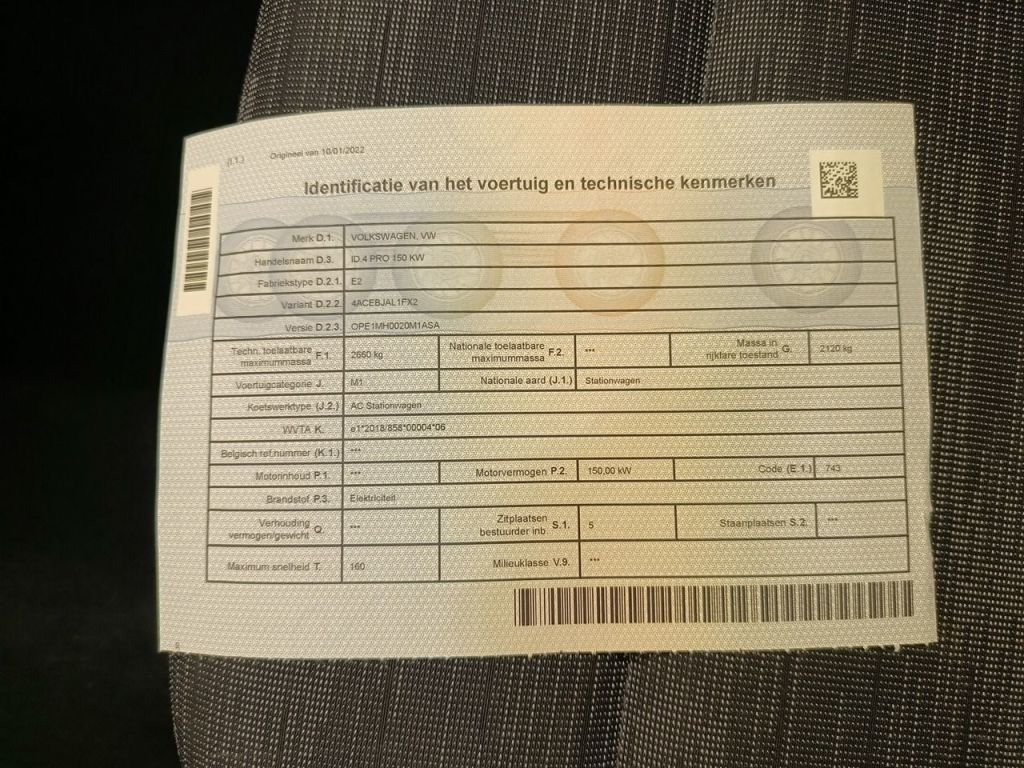 (I.1.) Origineel van 10/01/2022
Identificatie van het voertuig en technische kenmerken
Merk D.1. VOLKSWAGEN, VW
Handelsnaam D.3. ID.4 PRO 150 KW
Fabriekstype D.2.1. E2
Variant D.2.2. 4ACEBJAL1FX2
Versie D.2.3. OPE1MH0020M1ASA
Techn. toelaatbare maximummassa F.1. 2660 kg Nationale toelaatbare maximummassa F.2. *** Massa in rijklare toestand G. 2120 kg
Voertuigcategorie J. M1 Nationale aard (J.1.) Stationwagen
Koetswerktype (J.2.) AC Stationwagen
WVTA K. e1*2018/858*00004*06
Belgisch ref.nummer (K.1.) ***
Motorinhoud P.1. *** Motorvermogen P.2. 150,00 kW Code (E.1.) 743
Brandstof P.3. Elektriciteit
Verhouding vermogen/gewicht Q. *** Zitplaatsen bestuurder inb. S.1. 5 Staanplaatsen S.2. ***
Maximum snelheid T. 160 Milieuklasse V.9. ***